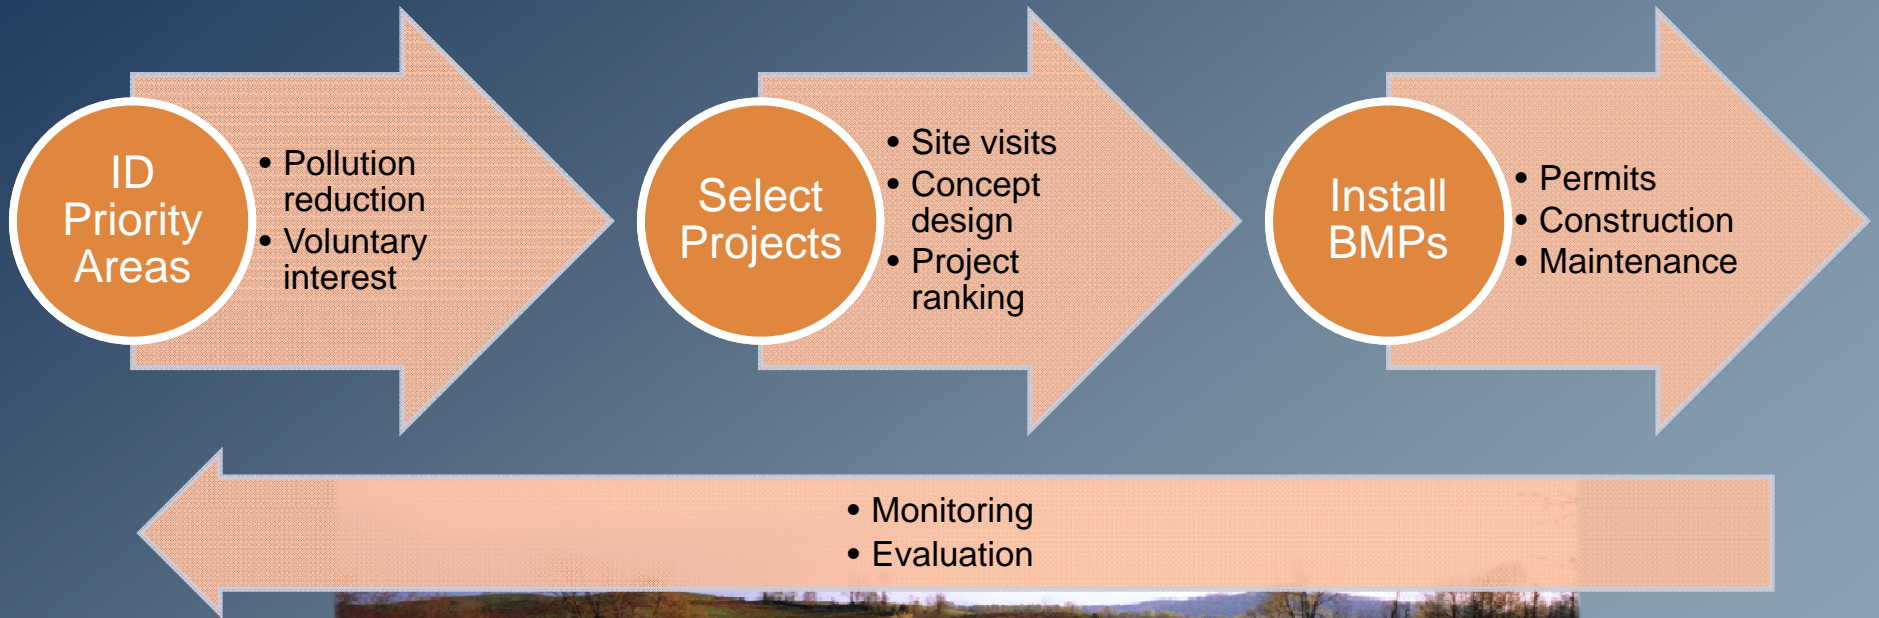 ID
Priority
Areas
• Pollution
reduction
• Voluntary
interest
Select
Projects
• Site visits
• Concept
design
• Project
ranking
Install
BMPs
• Permits
• Construction
• Maintenance
• Monitoring
• Evaluation